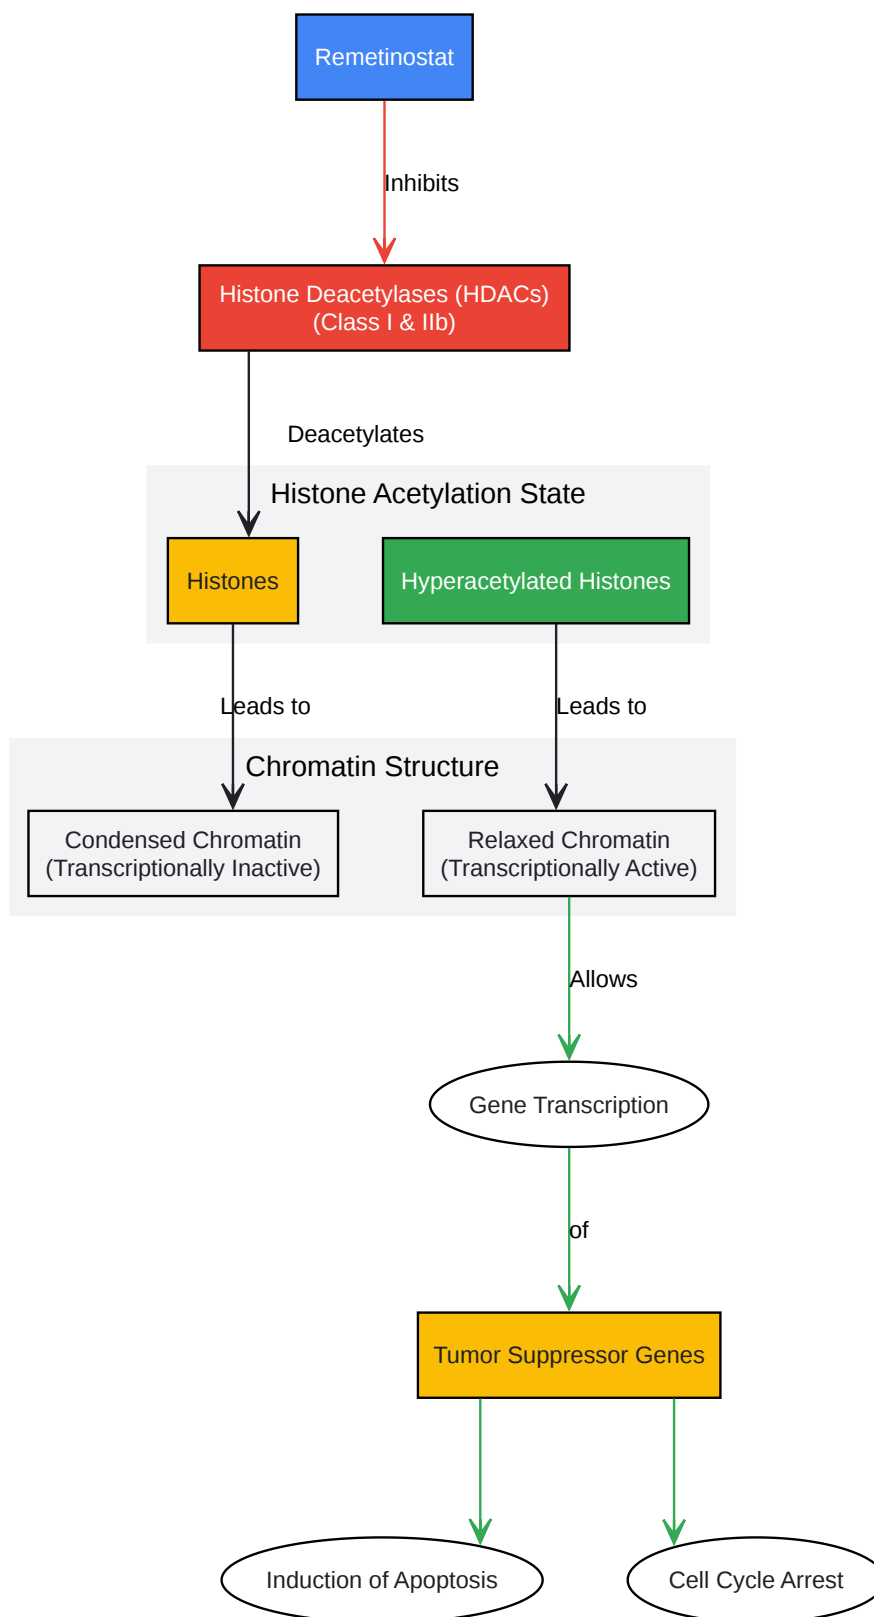 Remetinostat
Inhibits
Histone Deacetylases (HDACs)
(Class I & IIb)
Deacetylates
Histone Acetylation State
Histones
Hyperacetylated Histones
Leads to
Leads to
Chromatin Structure
Condensed Chromatin
(Transcriptionally Inactive)
Relaxed Chromatin
(Transcriptionally Active)
Allows
Gene Transcription
of
Tumor Suppressor Genes
Induction of Apoptosis
Cell Cycle Arrest